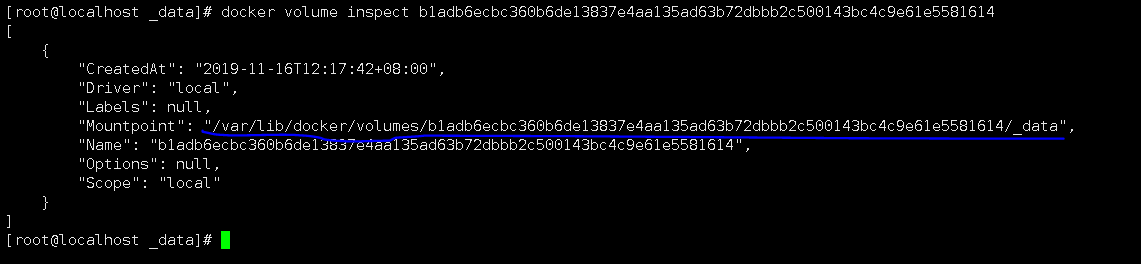 [root@localhost _data]# docker volume inspect b1adb6ecbc360b6de13837e4aa135ad63b72dbbb2c500143bc4c9e61e5581614
[
    {
        "CreatedAt": "2019-11-16T12:17:42+08:00",
        "Driver": "local",
        "Labels": null,
        "Mountpoint": "/var/lib/docker/volumes/b1adb6ecbc360b6de13837e4aa135ad63b72dbbb2c500143bc4c9e61e5581614/_data",
        "Name": "b1adb6ecbc360b6de13837e4aa135ad63b72dbbb2c500143bc4c9e61e5581614",
        "Options": null,
        "Scope": "local"
    }
]
[root@localhost _data]#